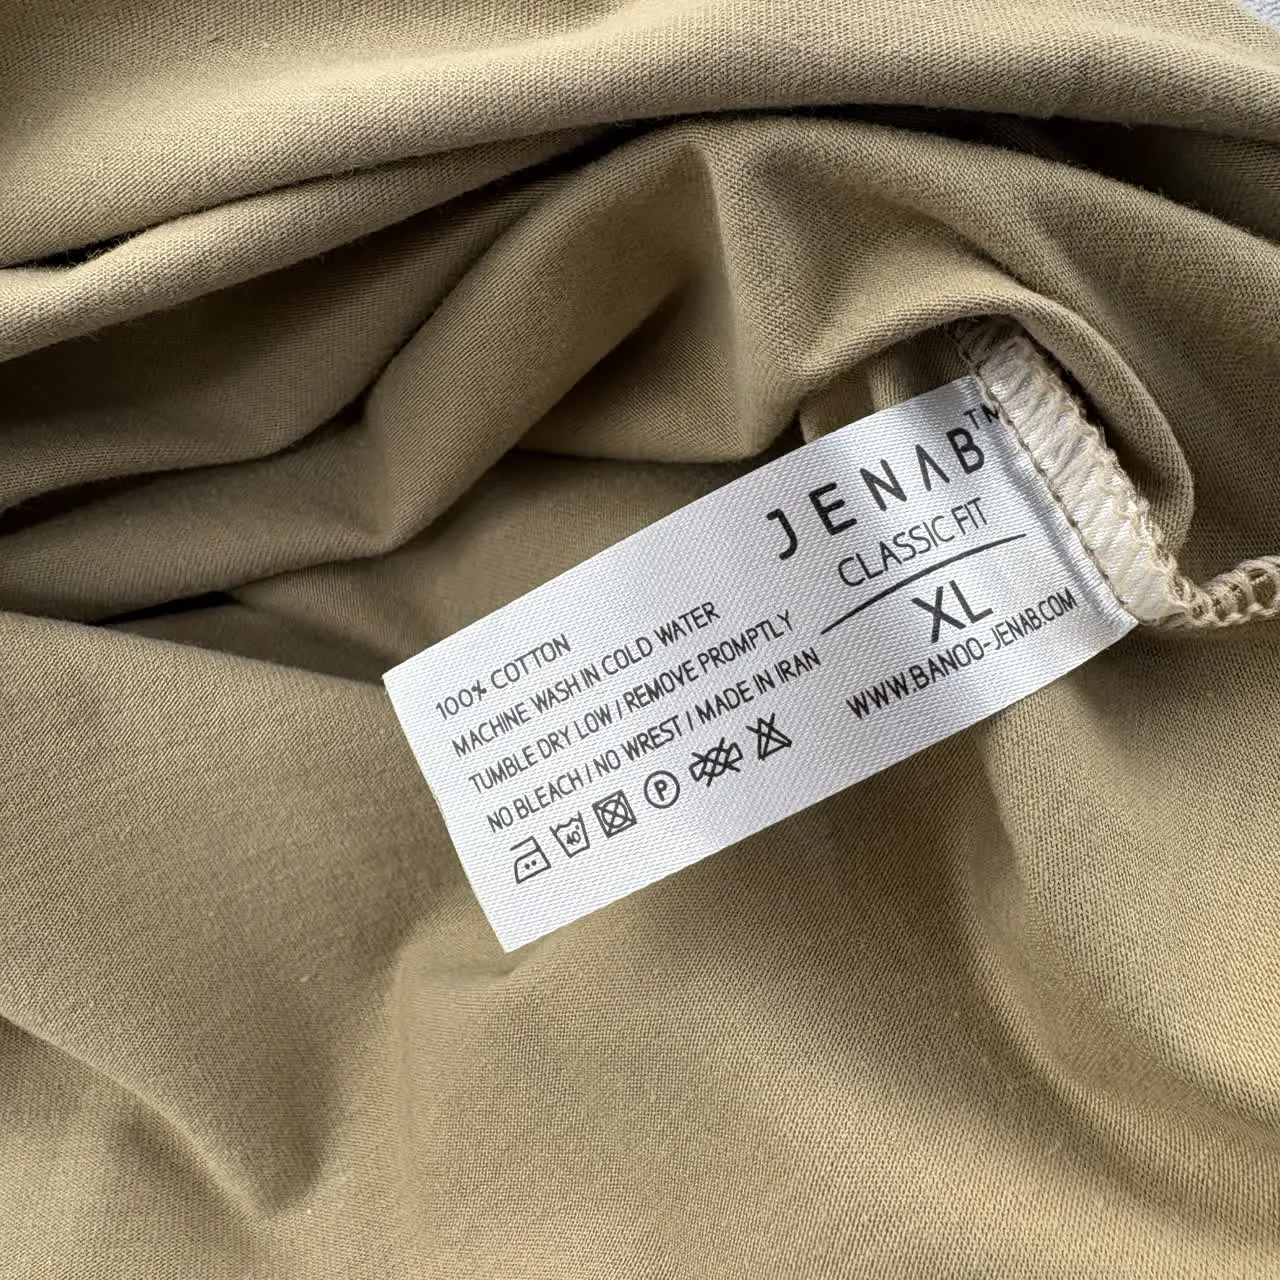 JENAB™
CLASSIC FIT
XL
WWW.BANOO-JENAB.COM
100% COTTON
MACHINE WASH IN COLD WATER
TUMBLE DRY LOW / REMOVE PROMPTLY
NO BLEACH / NO WREST / MADE IN IRAN
40°
P